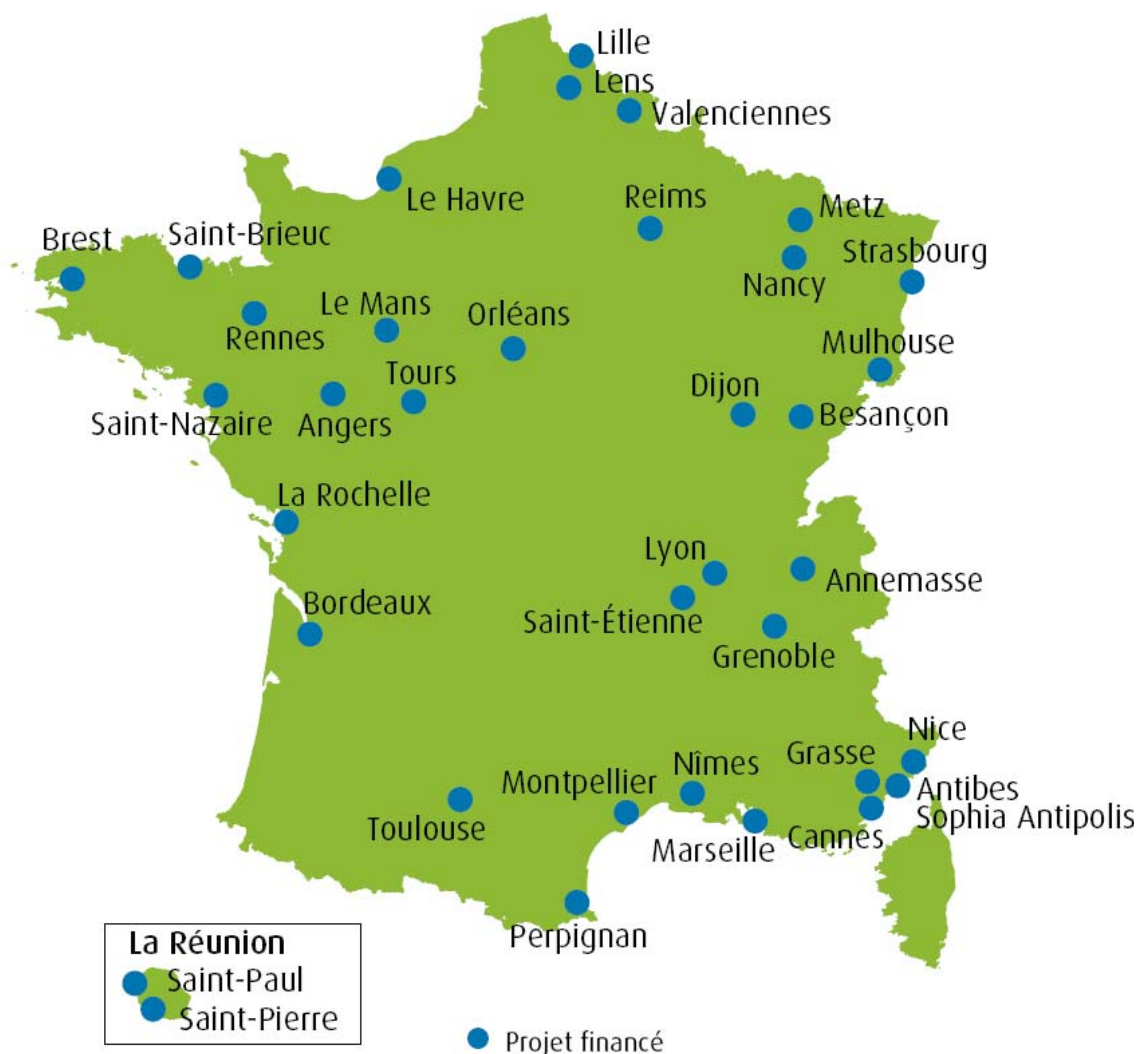 Lille
Lens
Valenciennes
Le Havre
Reims
Metz
Brest
Saint-Brieuc
Strasbourg
Nancy
Le Mans
Orléans
Rennes
Mulhouse
Tours
Dijon
Saint-Nazaire
Angers
Besançon
La Rochelle
Lyon
Annemasse
Bordeaux
Saint-Étienne
Grenoble
Nice
Grasse
Nîmes
Montpellier
Antibes
Sophia Antipolis
Toulouse
Cannes
Marseille
Perpignan
La Réunion
Saint-Paul
Saint-Pierre
Projet financé